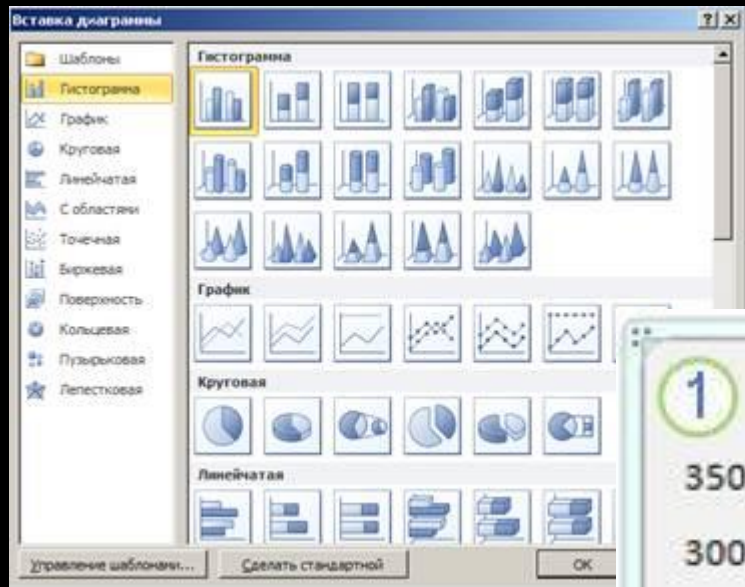 Вставка диаграммы
Шаблоны
Гистограмма
График
Круговая
Линейчатая
С областями
Точечная
Биржевая
Поверхность
Кольцевая
Пузырьковая
Лепестковая
Гистограмма
График
Круговая
Линейчатая
Управление шаблонами...
Сделать стандартной
ОК
1
350
300